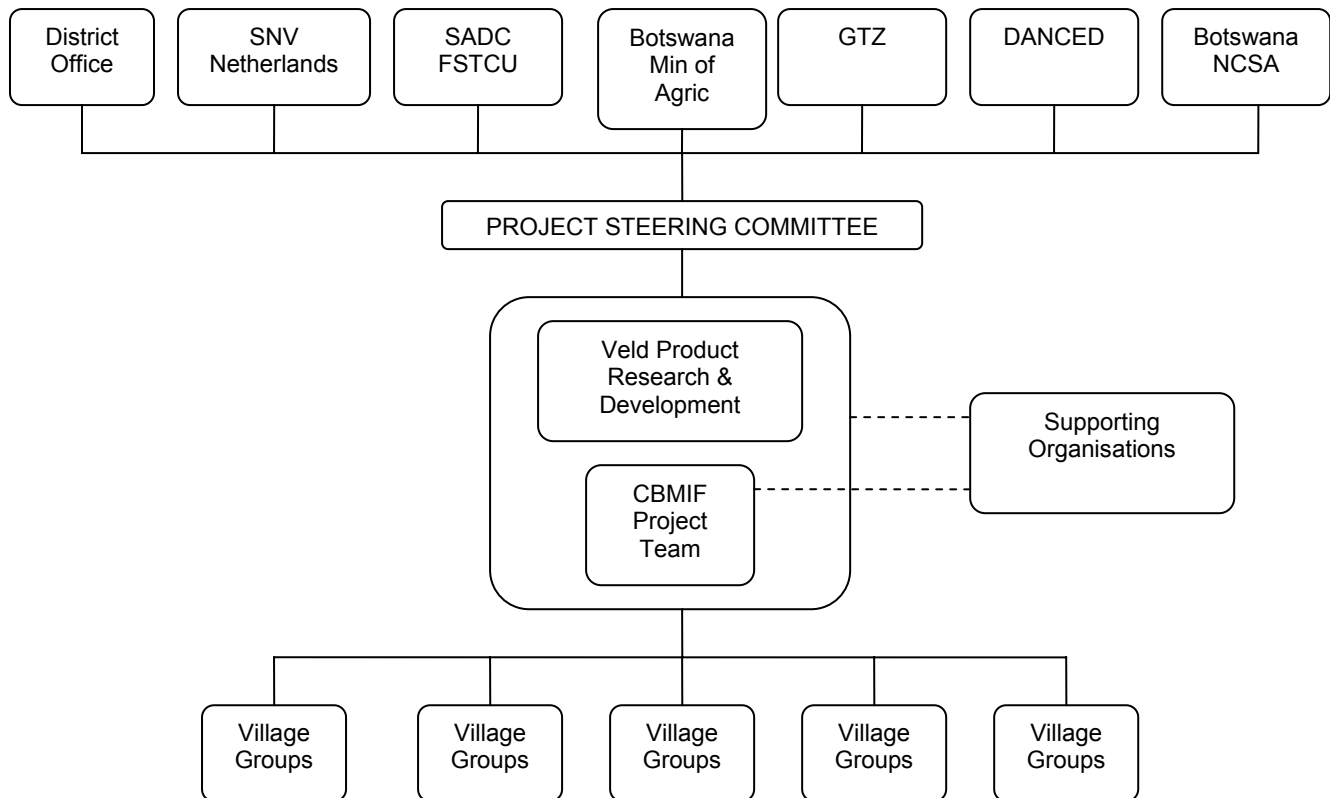 District
Office
SNV
Netherlands
SADC
FSTCU
Botswana
Min of
Agric
GTZ
DANCED
Botswana
NCSA
PROJECT STEERING COMMITTEE
Veld Product
Research &
Development
Supporting
Organisations
CBMIF
Project
Team
Village
Groups
Village
Groups
Village
Groups
Village
Groups
Village
Groups